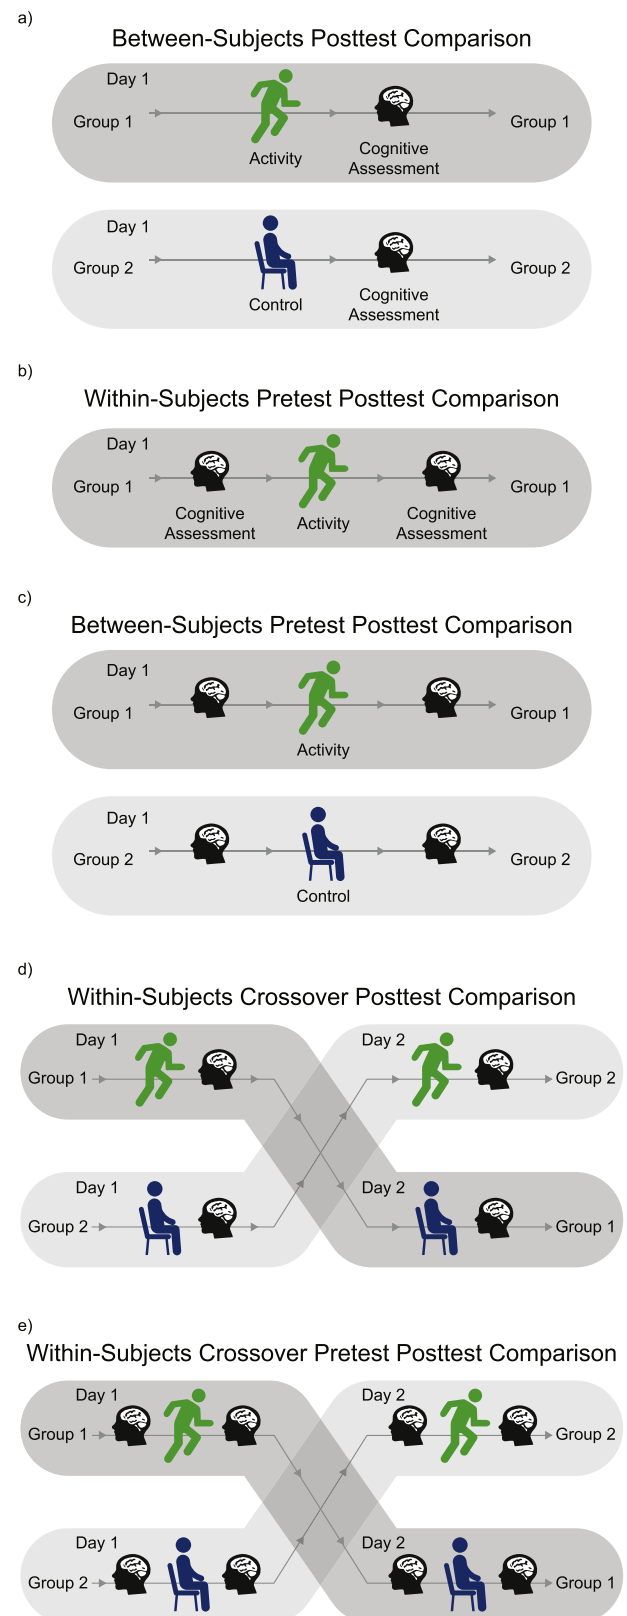 a)
Between-Subjects Posttest Comparison
Day 1
Group 1
Activity
Cognitive
Assessment
Group 1
Day 1
Group 2
Control
Cognitive
Assessment
Group 2
b)
Within-Subjects Pretest Posttest Comparison
Day 1
Group 1
Cognitive
Assessment
Activity
Cognitive
Assessment
Group 1
c)
Between-Subjects Pretest Posttest Comparison
Day 1
Group 1
Activity
Group 1
Day 1
Group 2
Control
Group 2
d)
Within-Subjects Crossover Posttest Comparison
Day 1
Group 1
Day 2
Group 2
Day 1
Group 2
Day 2
Group 1
e)
Within-Subjects Crossover Pretest Posttest Comparison
Day 1
Group 1
Day 2
Group 2
Day 1
Group 2
Day 2
Group 1